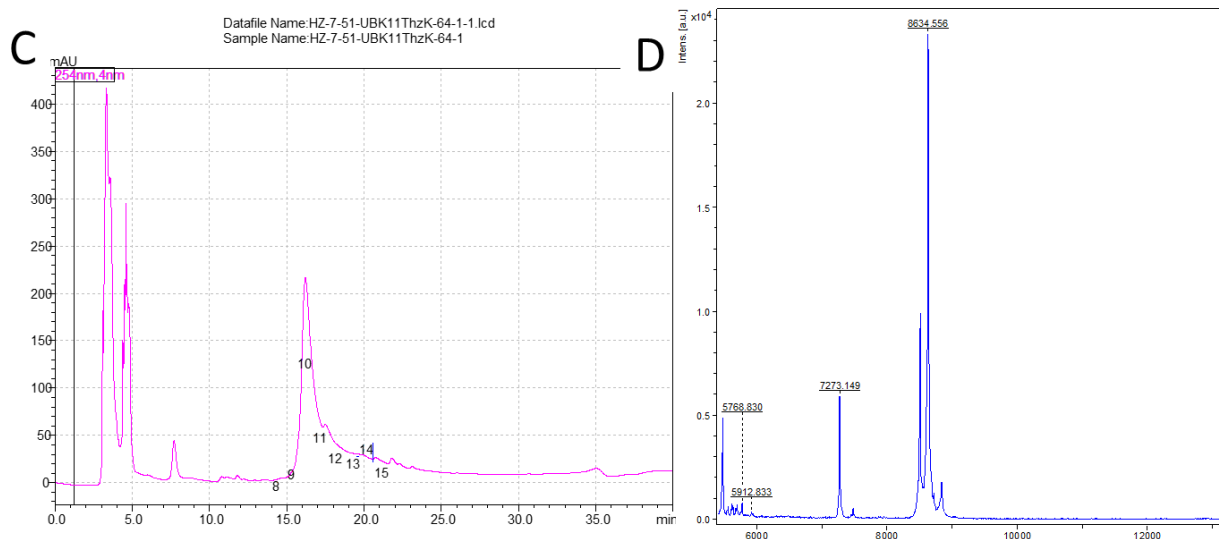 C
Datafile Name:HZ-7-51-UBK11ThzK-64-1-1.lcd
Sample Name:HZ-7-51-UBK11ThzK-64-1
mAU
254nm,4nm
400
350
300
250
200
150
100
50
0
10
11
12
13
14
15
8
9
0.0 5.0 10.0 15.0 20.0 25.0 30.0 35.0 min
D
Intens. [a.u.]
x10^4
8634.556
2.0
1.5
1.0
7273.149
5768.830
0.5
5912.833
0.0
6000 8000 10000 12000